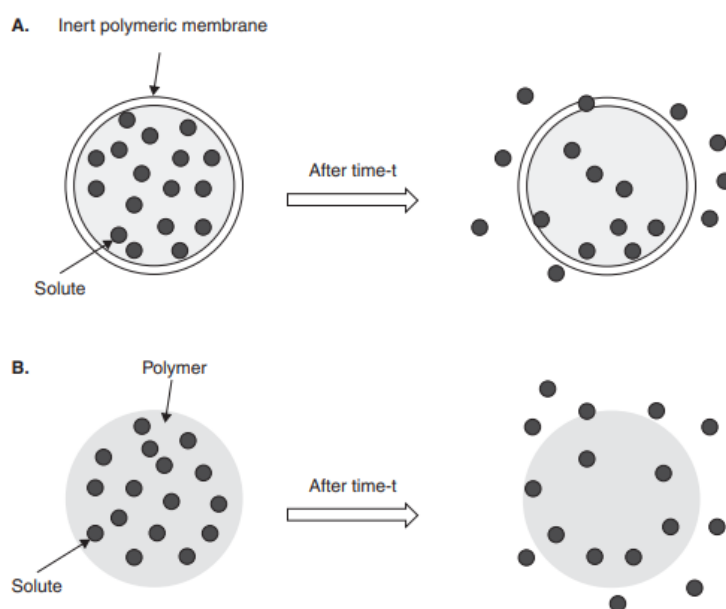 A. Inert polymeric membrane
After time-t
Solute
B. Polymer
After time-t
Solute